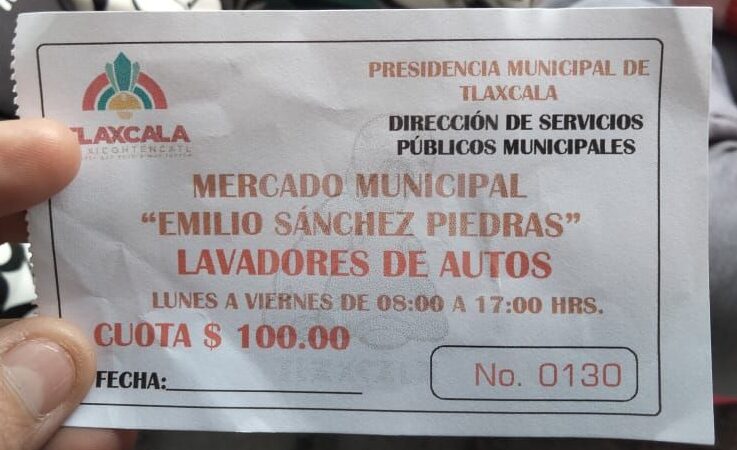 PRESIDENCIA MUNICIPAL DE
TLAXCALA
DIRECCIÓN DE SERVICIOS
PÚBLICOS MUNICIPALES
TLAXCALA
MERCADO MUNICIPAL
“EMILIO SÁNCHEZ PIEDRAS”
LAVADORES DE AUTOS
LUNES A VIERNES DE 08:00 A 17:00 HRS.
CUOTA $ 100.00
FECHA:
No. 0130